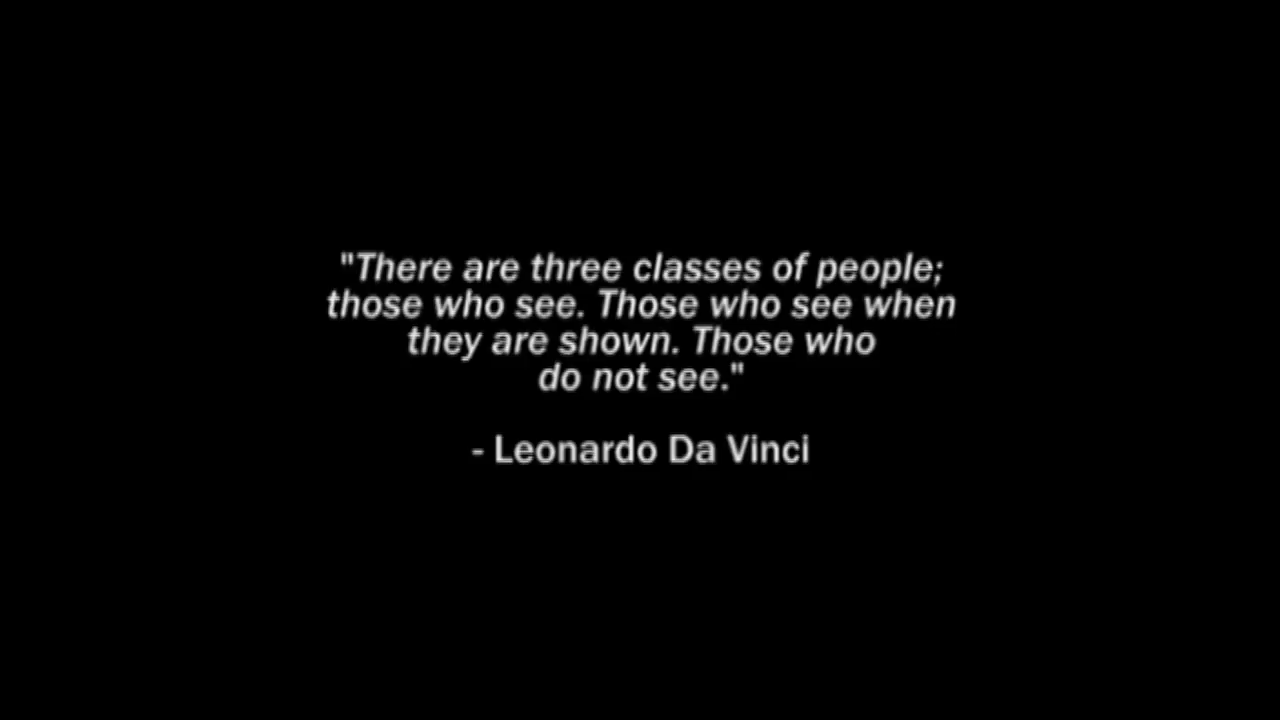 "There are three classes of people;
those who see. Those who see when
they are shown. Those who
do not see."
- Leonardo Da Vinci